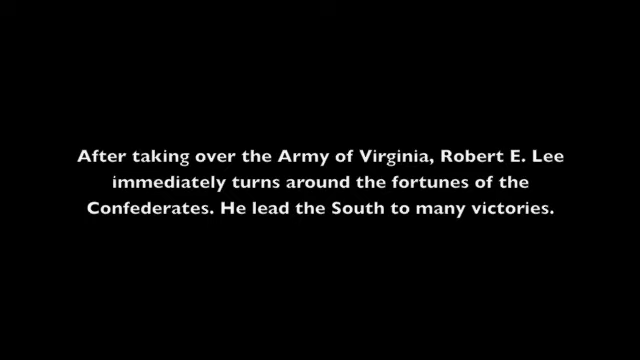 After taking over the Army of Virginia, Robert E. Lee
immediately turns around the fortunes of the
Confederates. He lead the South to many victories.